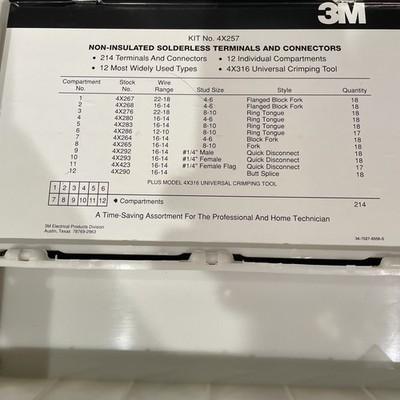 3M
KIT No. 4X257
NON-INSULATED SOLDERLESS TERMINALS AND CONNECTORS
• 214 Terminals And Connectors • 12 Individual Compartments
• 12 Most Widely Used Types • 4X316 Universal Crimping Tool
Compartment No. Stock No. Wire Range Stud Size Style Quantity
1 4X267 22-18 4-6 Flanged Block Fork 18
2 4X268 16-14 4-6 Flanged Block Fork 18
3 4X276 22-18 8-10 Ring Tongue 18
4 4X280 16-14 4-6 Ring Tongue 18
5 4X283 16-14 8-10 Ring Tongue 18
6 4X286 12-10 8-10 Ring Tongue 17
7 4X264 16-14 4-6 Block Fork 18
8 4X265 16-14 8-10 Fork 18
9 4X292 16-14 #1/4" Male Quick Disconnect 18
10 4X293 16-14 #1/4" Female Quick Disconnect 18
11 4X423 16-14 #1/4" Female Flag Quick Disconnect 17
12 4X290 16-14 Butt Splice 18
PLUS MODEL 4X316 UNIVERSAL CRIMPING TOOL
1 2 3 4 5 6
7 8 9 10 11 12
Compartments 214
A Time-Saving Assortment For The Professional And Home Technician
3M Electrical Products Division
Austin, Texas 78769-2963